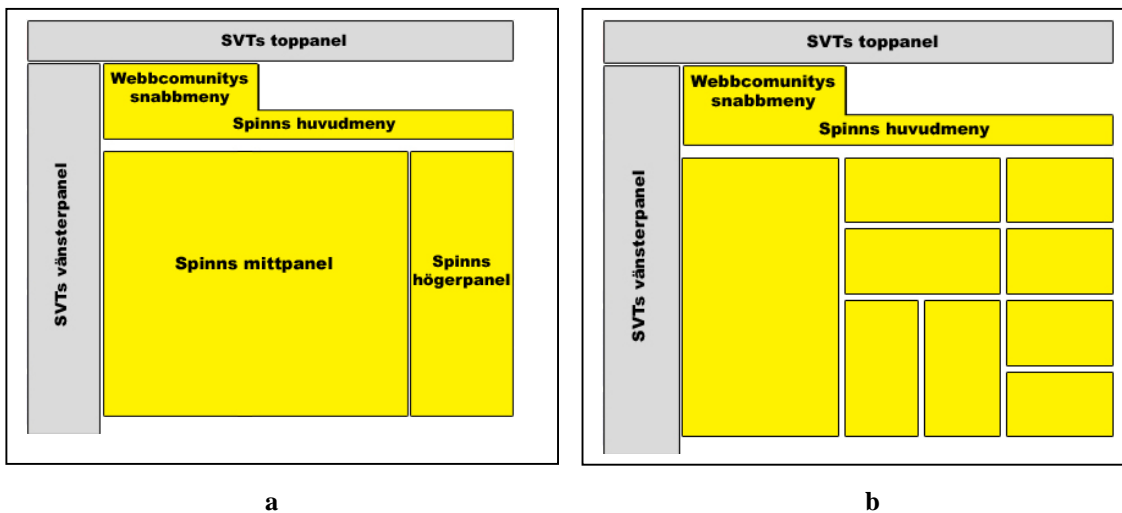 SVTs toppanel
Webbcomunitys
snabbmeny
Spinns huvudmeny
SVTs vänsterpanel
Spinns mittpanel
Spinns
högerpanel
a
SVTs toppanel
Webbcomunitys
snabbmeny
Spinns huvudmeny
SVTs vänsterpanel
b